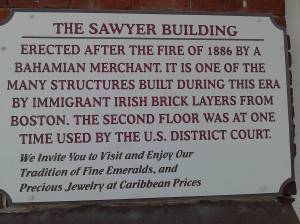 THE SAWYER BUILDING
ERECTED AFTER THE FIRE OF 1886 BY A
BAHAMIAN MERCHANT. IT IS ONE OF THE
MANY STRUCTURES BUILT DURING THIS ERA
BY IMMIGRANT IRISH BRICK LAYERS FROM
BOSTON. THE SECOND FLOOR WAS AT ONE
TIME USED BY THE U.S. DISTRICT COURT.
We Invite You to Visit and Enjoy Our
Tradition of Fine Emeralds, and
Precious Jewelry at Caribbean Prices